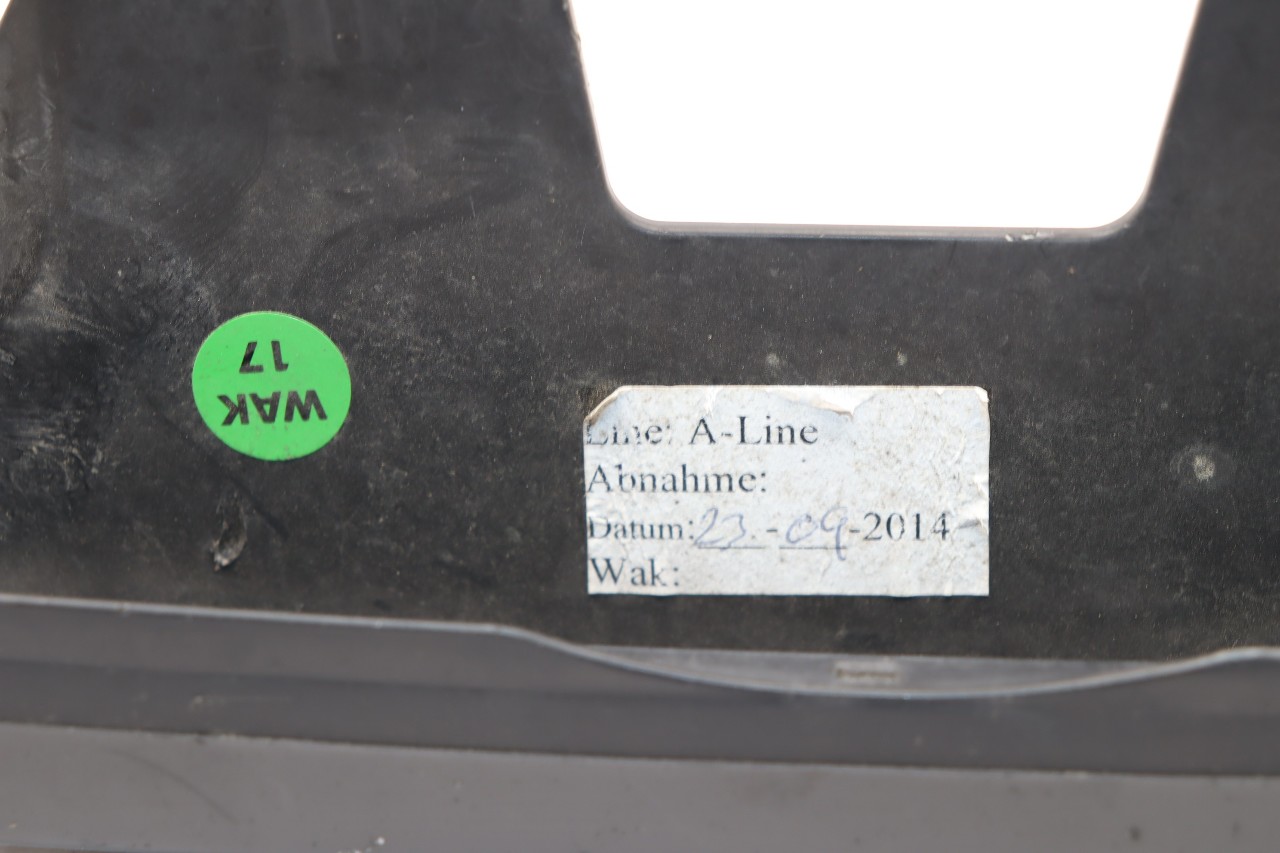 WAK
17
Line: A-Line
Abnahme:
Datum: 23.-09-2014
Wak: